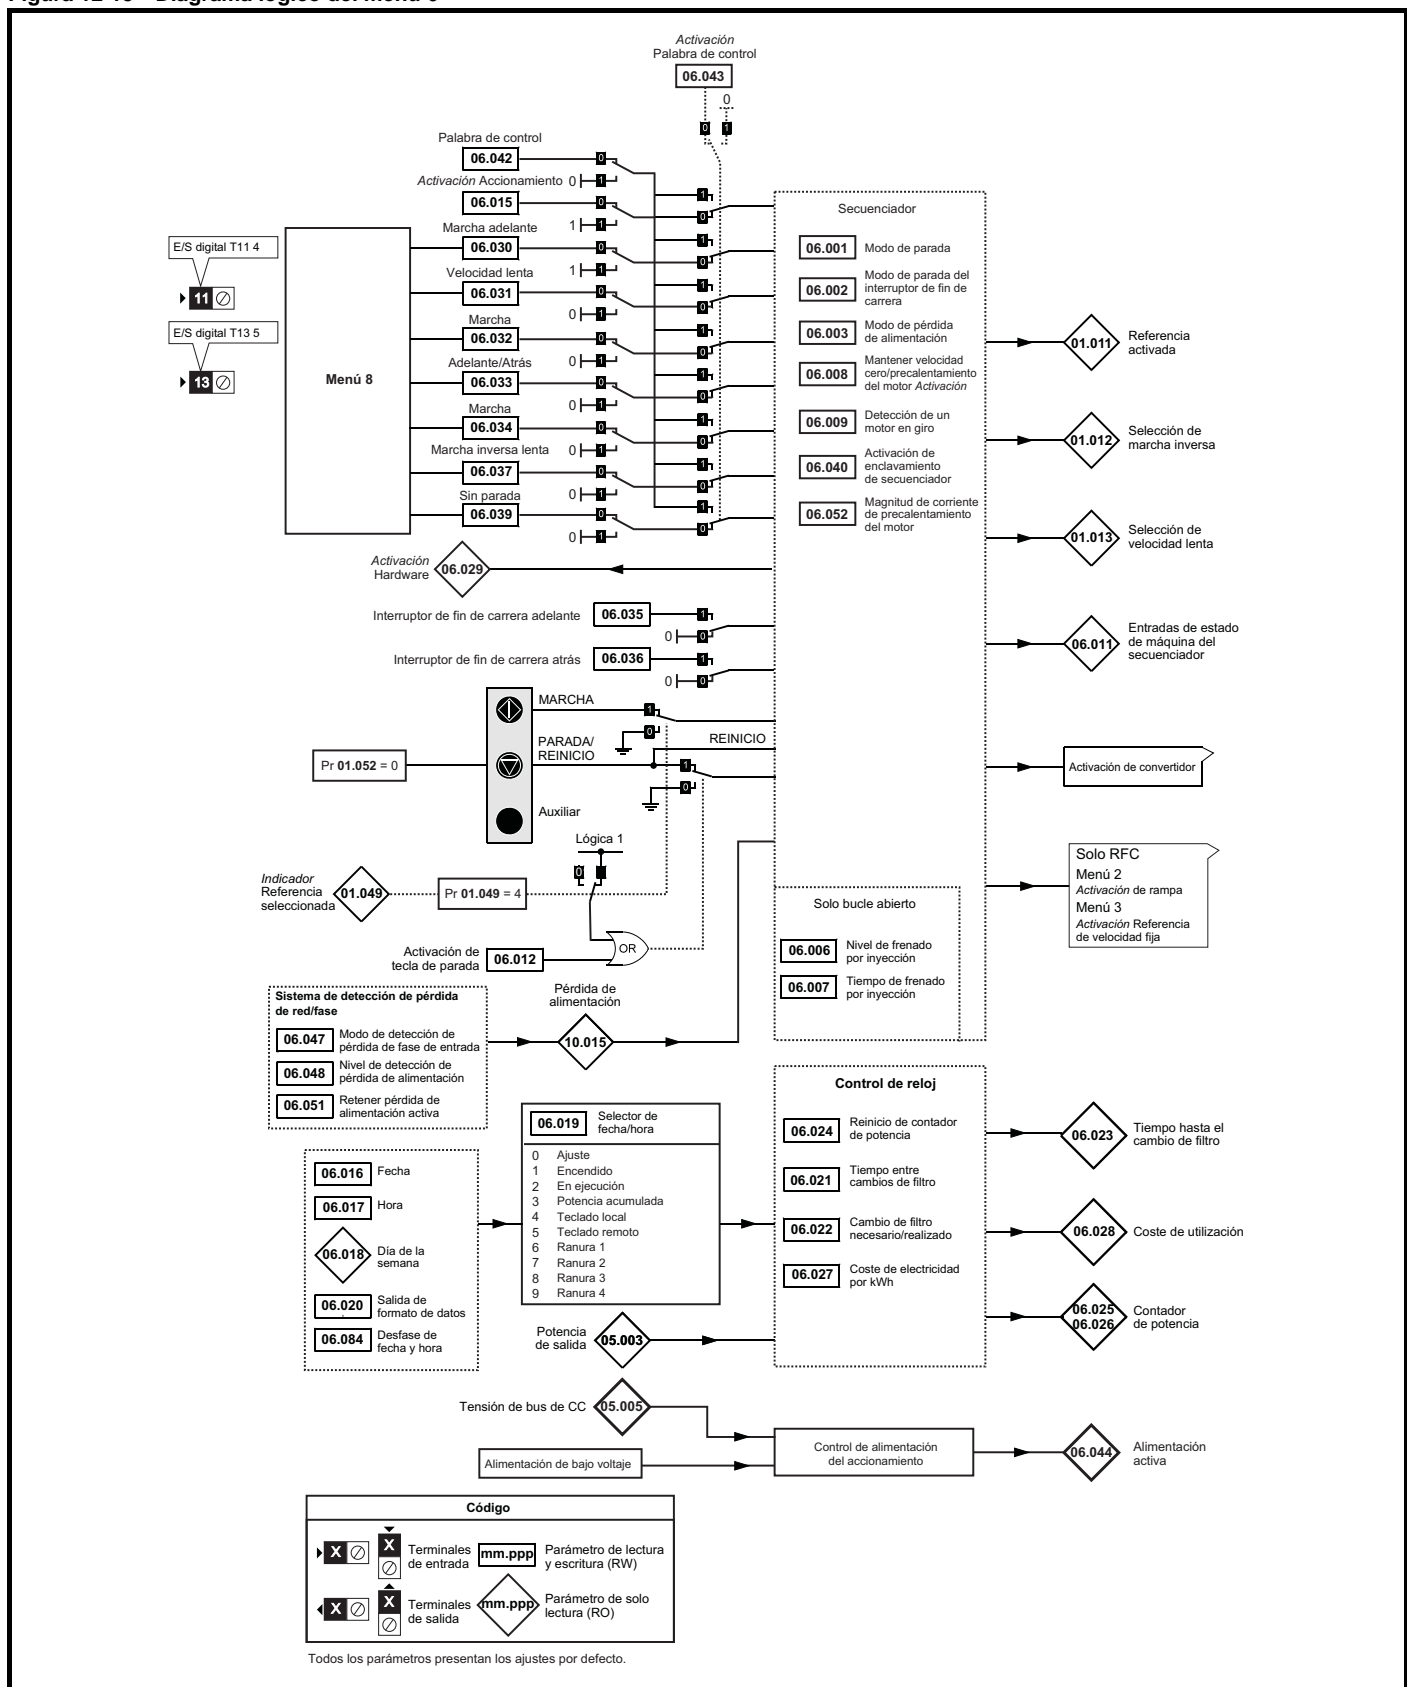 Activación
Palabra de control
06.043
0
0 1
Palabra de control
06.042
0
Activación Accionamiento 0 1
1
06.015
0
0
Marcha adelante
1 1
1
06.030
0
0
Velocidad lenta
1 1
1
06.031
0
0
Marcha
0 1
1
06.032
0
0
Adelante/Atrás
0 1
1
06.033
0
0
Marcha
0 1
1
06.034
0
0
Marcha inversa lenta
0 1
1
06.037
0
0
Sin parada
0 1
1
06.039
0
0
0 1
E/S digital T11 4
11
E/S digital T13 5
13
Menú 8
Secuenciador
06.001 Modo de parada
06.002 Modo de parada del
interruptor de fin de
carrera
06.003 Modo de pérdida
de alimentación
06.008 Mantener velocidad
cero/precalentamiento
del motor Activación
06.009 Detección de un
motor en giro
06.040 Activación de
enclavamiento
de secuenciador
06.052 Magnitud de corriente
de precalentamiento
del motor
01.011 Referencia
activada
01.012 Selección de
marcha inversa
01.013 Selección de
velocidad lenta
06.011 Entradas de estado
de máquina del
secuenciador
Activación
Hardware
06.029
Interruptor de fin de carrera adelante 06.035 1
0 0
Interruptor de fin de carrera atrás 06.036 1
0 0
MARCHA
1
0
PARADA/
REINICIO
REINICIO
1
0
Pr 01.052 = 0
Auxiliar
Activación de convertidor
Lógica 1
0
Indicador
Referencia
seleccionada
01.049
Pr 01.049 = 4
OR
Activación de
tecla de parada
06.012
Solo RFC
Menú 2
Activación de rampa
Menú 3
Activación Referencia
de velocidad fija
Solo bucle abierto
06.006 Nivel de frenado
por inyección
06.007 Tiempo de frenado
por inyección
Sistema de detección de pérdida
de red/fase
06.047 Modo de detección de
pérdida de fase de entrada
06.048 Nivel de detección de
pérdida de alimentación
06.051 Retener pérdida de
alimentación activa
Pérdida de
alimentación
10.015
06.016 Fecha
06.017 Hora
06.018 Día de la
semana
06.020 Salida de
formato de datos
06.084 Desfase de
fecha y hora
06.019 Selector de
fecha/hora
0 Ajuste
1 Encendido
2 En ejecución
3 Potencia acumulada
4 Teclado local
5 Teclado remoto
6 Ranura 1
7 Ranura 2
8 Ranura 3
9 Ranura 4
Potencia
de salida
05.003
Control de reloj
06.024 Reinicio de contador
de potencia
06.021 Tiempo entre
cambios de filtro
06.022 Cambio de filtro
necesario/realizado
06.027 Coste de electricidad
por kWh
06.023 Tiempo hasta el
cambio de filtro
06.028 Coste de utilización
06.025
06.026
Contador
de potencia
Tensión de bus de CC 05.005
Alimentación de bajo voltaje
Control de alimentación
del accionamiento
06.044 Alimentación
activa
Código
X X Terminales
de entrada
mm.ppp Parámetro de lectura
y escritura (RW)
X X Terminales
de salida
mm.ppp Parámetro de solo
lectura (RO)
Todos los parámetros presentan los ajustes por defecto.